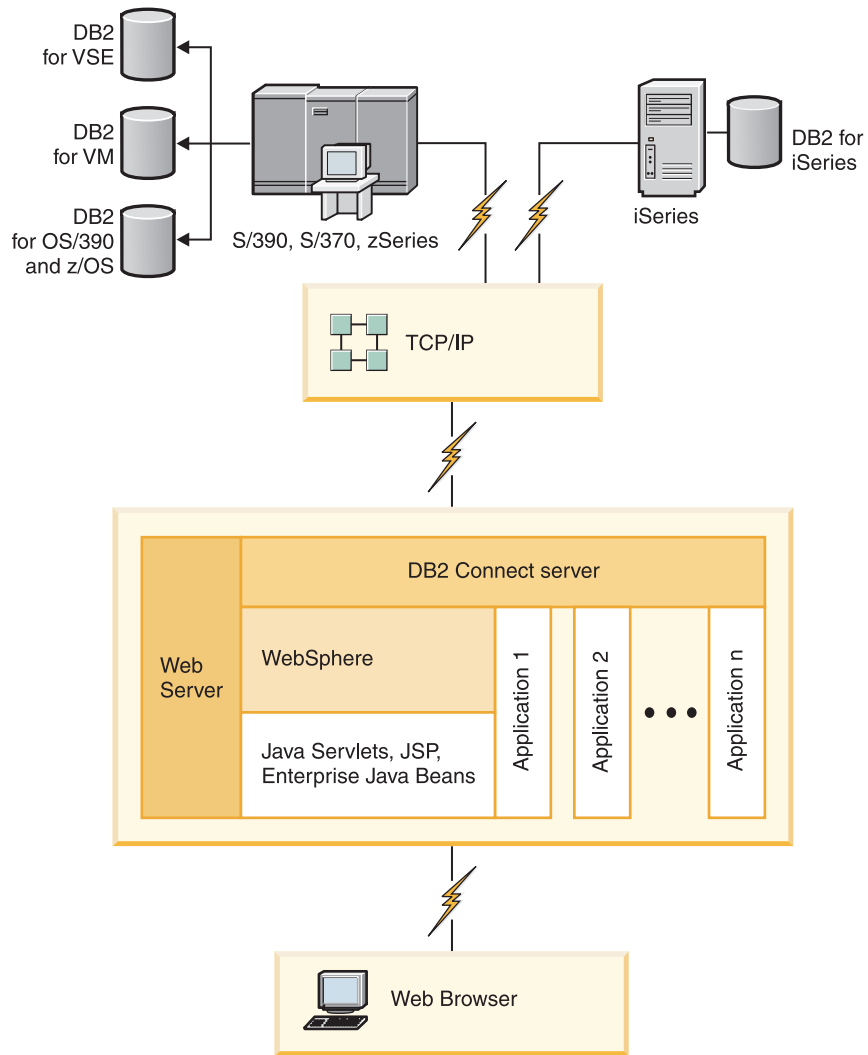 DB2
for VSE
DB2
for VM
DB2
for OS/390
and z/OS
S/390, S/370, zSeries
iSeries
DB2 for
iSeries
TCP/IP
DB2 Connect server
Web
Server
WebSphere
Java Servlets, JSP,
Enterprise Java Beans
Application 1
Application 2
Application n
Web Browser